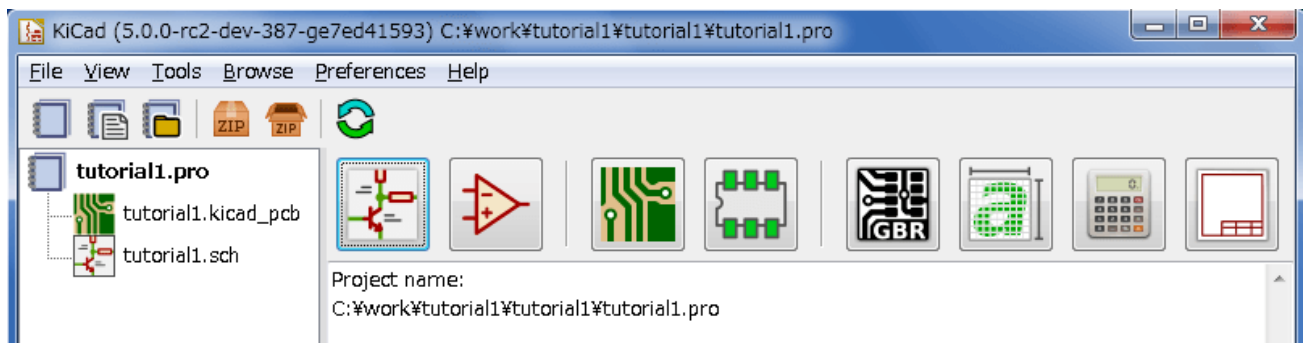 KiCad (5.0.0-rc2-dev-387-ge7ed41593) C:¥work¥tutorial1¥tutorial1¥tutorial1.pro
File View Tools Browse Preferences Help
ZIP ZIP
tutorial1.pro
tutorial1.kicad_pcb
tutorial1.sch
GBR a 0.
Project name:
C:¥work¥tutorial1¥tutorial1¥tutorial1.pro